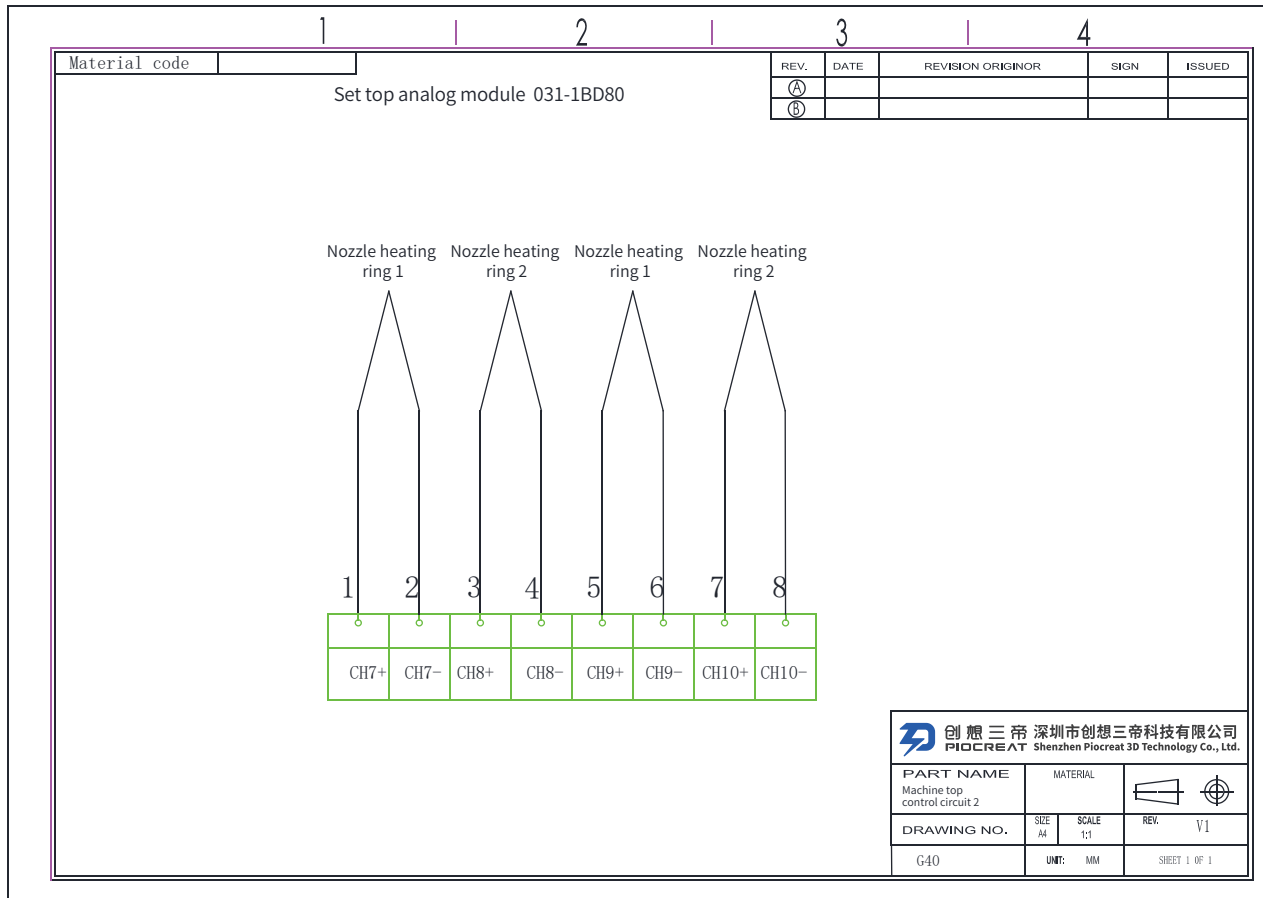 1 2 3 4
Material code
REV. DATE REVISION ORIGINOR SIGN ISSUED
A
B
Set top analog module 031-1BD80
Nozzle heating ring 1
Nozzle heating ring 2
Nozzle heating ring 1
Nozzle heating ring 2
1 2 3 4 5 6 7 8
CH7+ CH7- CH8+ CH8- CH9+ CH9- CH10+ CH10-
创想三帝 深圳市创想三帝科技有限公司
PIOCREAT Shenzhen Piocreat 3D Technology Co., Ltd.
PART NAME MATERIAL
Machine top
control circuit 2
DRAWING NO. SIZE A4 SCALE 1:1 REV. V1
G40 UNIT: MM SHEET 1 OF 1